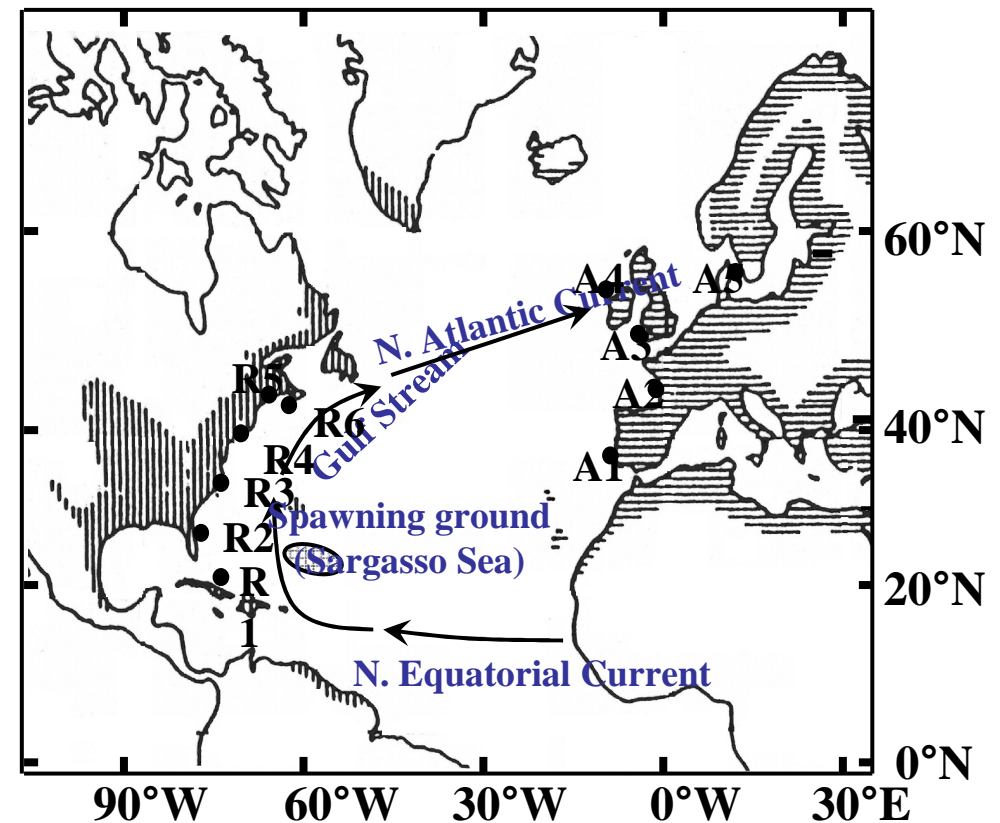 60°N
A4
A5
N. Atlantic Current
A3
Gulf Stream
R5
A2
R6
40°N
R4
A1
R3
Spawning ground
R2
(Sargasso Sea)
R
1
20°N
N. Equatorial Current
0°N
90°W 60°W 30°W 0°W 30°E